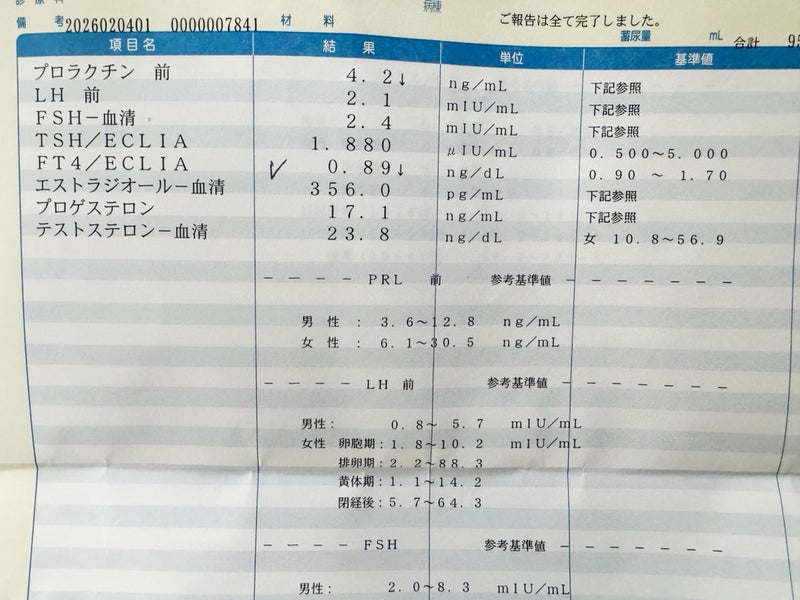 備 考 2026020401 0000007841 材 料 ご報告は全て完了しました。
蓄尿量 mL 合計
項目名 結 果 単位 基準値
プロラクチン 前 4.2↓ ng/mL 下記参照
LH 前 2.1 mIU/mL 下記参照
FSH−血清 2.4 mIU/mL 下記参照
TSH/ECLIA 1.880 μIU/mL 0.500〜5.000
FT4/ECLIA ✓ 0.89↓ ng/dL 0.90 〜 1.70
エストラジオール−血清 356.0 pg/mL 下記参照
プロゲステロン 17.1 ng/mL 下記参照
テストステロン−血清 23.8 ng/dL 女 10.8〜56.9
−−−− PRL 前 参考基準値 −−−−−−−
男 性 : 3.6〜12.8 ng/mL
女 性 : 6.1〜30.5 ng/mL
−−−− LH 前 参考基準値 −−−−−−−
男性: 0.8〜 5.7 mIU/mL
女性 卵胞期:1.8〜10.2 mIU/mL
排卵期:2.2〜88.3
黄体期:1.1〜14.2
閉経後:5.7〜64.3
−−−− FSH 参考基準値 −−−−−−−
男性: 2.0〜8.3 mIU/mL